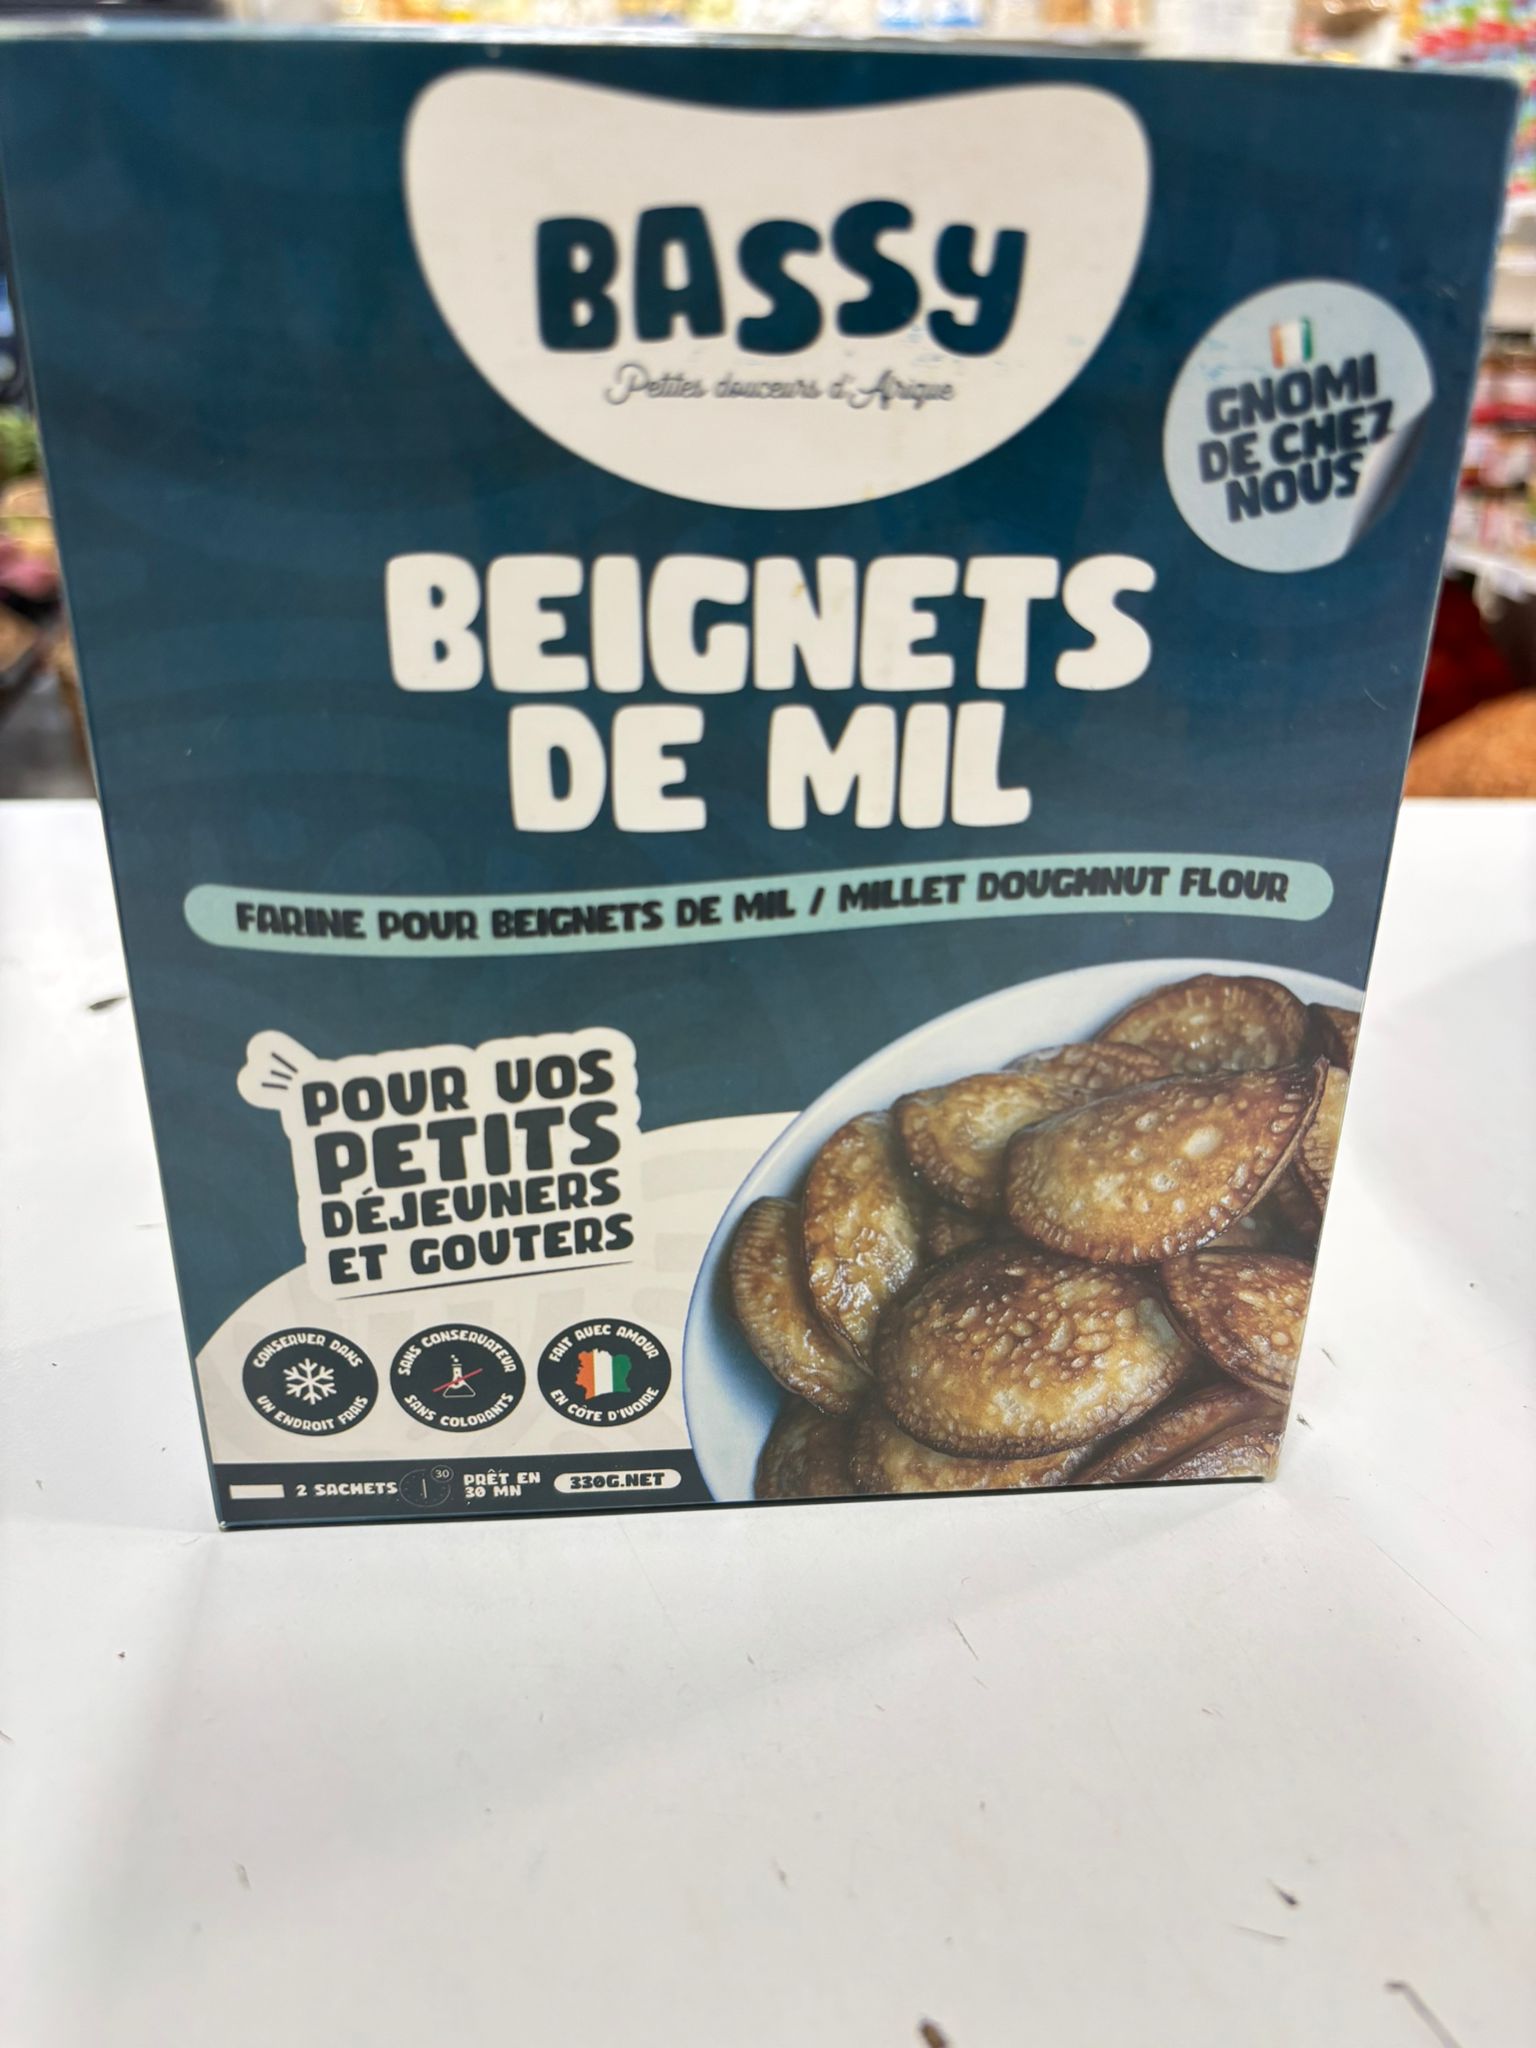 BASSY
Petites douceurs d'Afrique
GNOMI
DE CHEZ
NOUS
BEIGNETS
DE MIL
FARINE POUR BEIGNETS DE MIL / MILLET DOUGHNUT FLOUR
POUR VOS
PETITS
DÉJEUNERS
ET GOUTERS
CONSERVER DANS
UN ENDROIT FRAIS
SANS CONSERVATEUR
SANS COLORANTS
FAIT AVEC AMOUR
EN CÔTE D'IVOIRE
2 SACHETS
30
PRÊT EN
30 MN
330G.NET